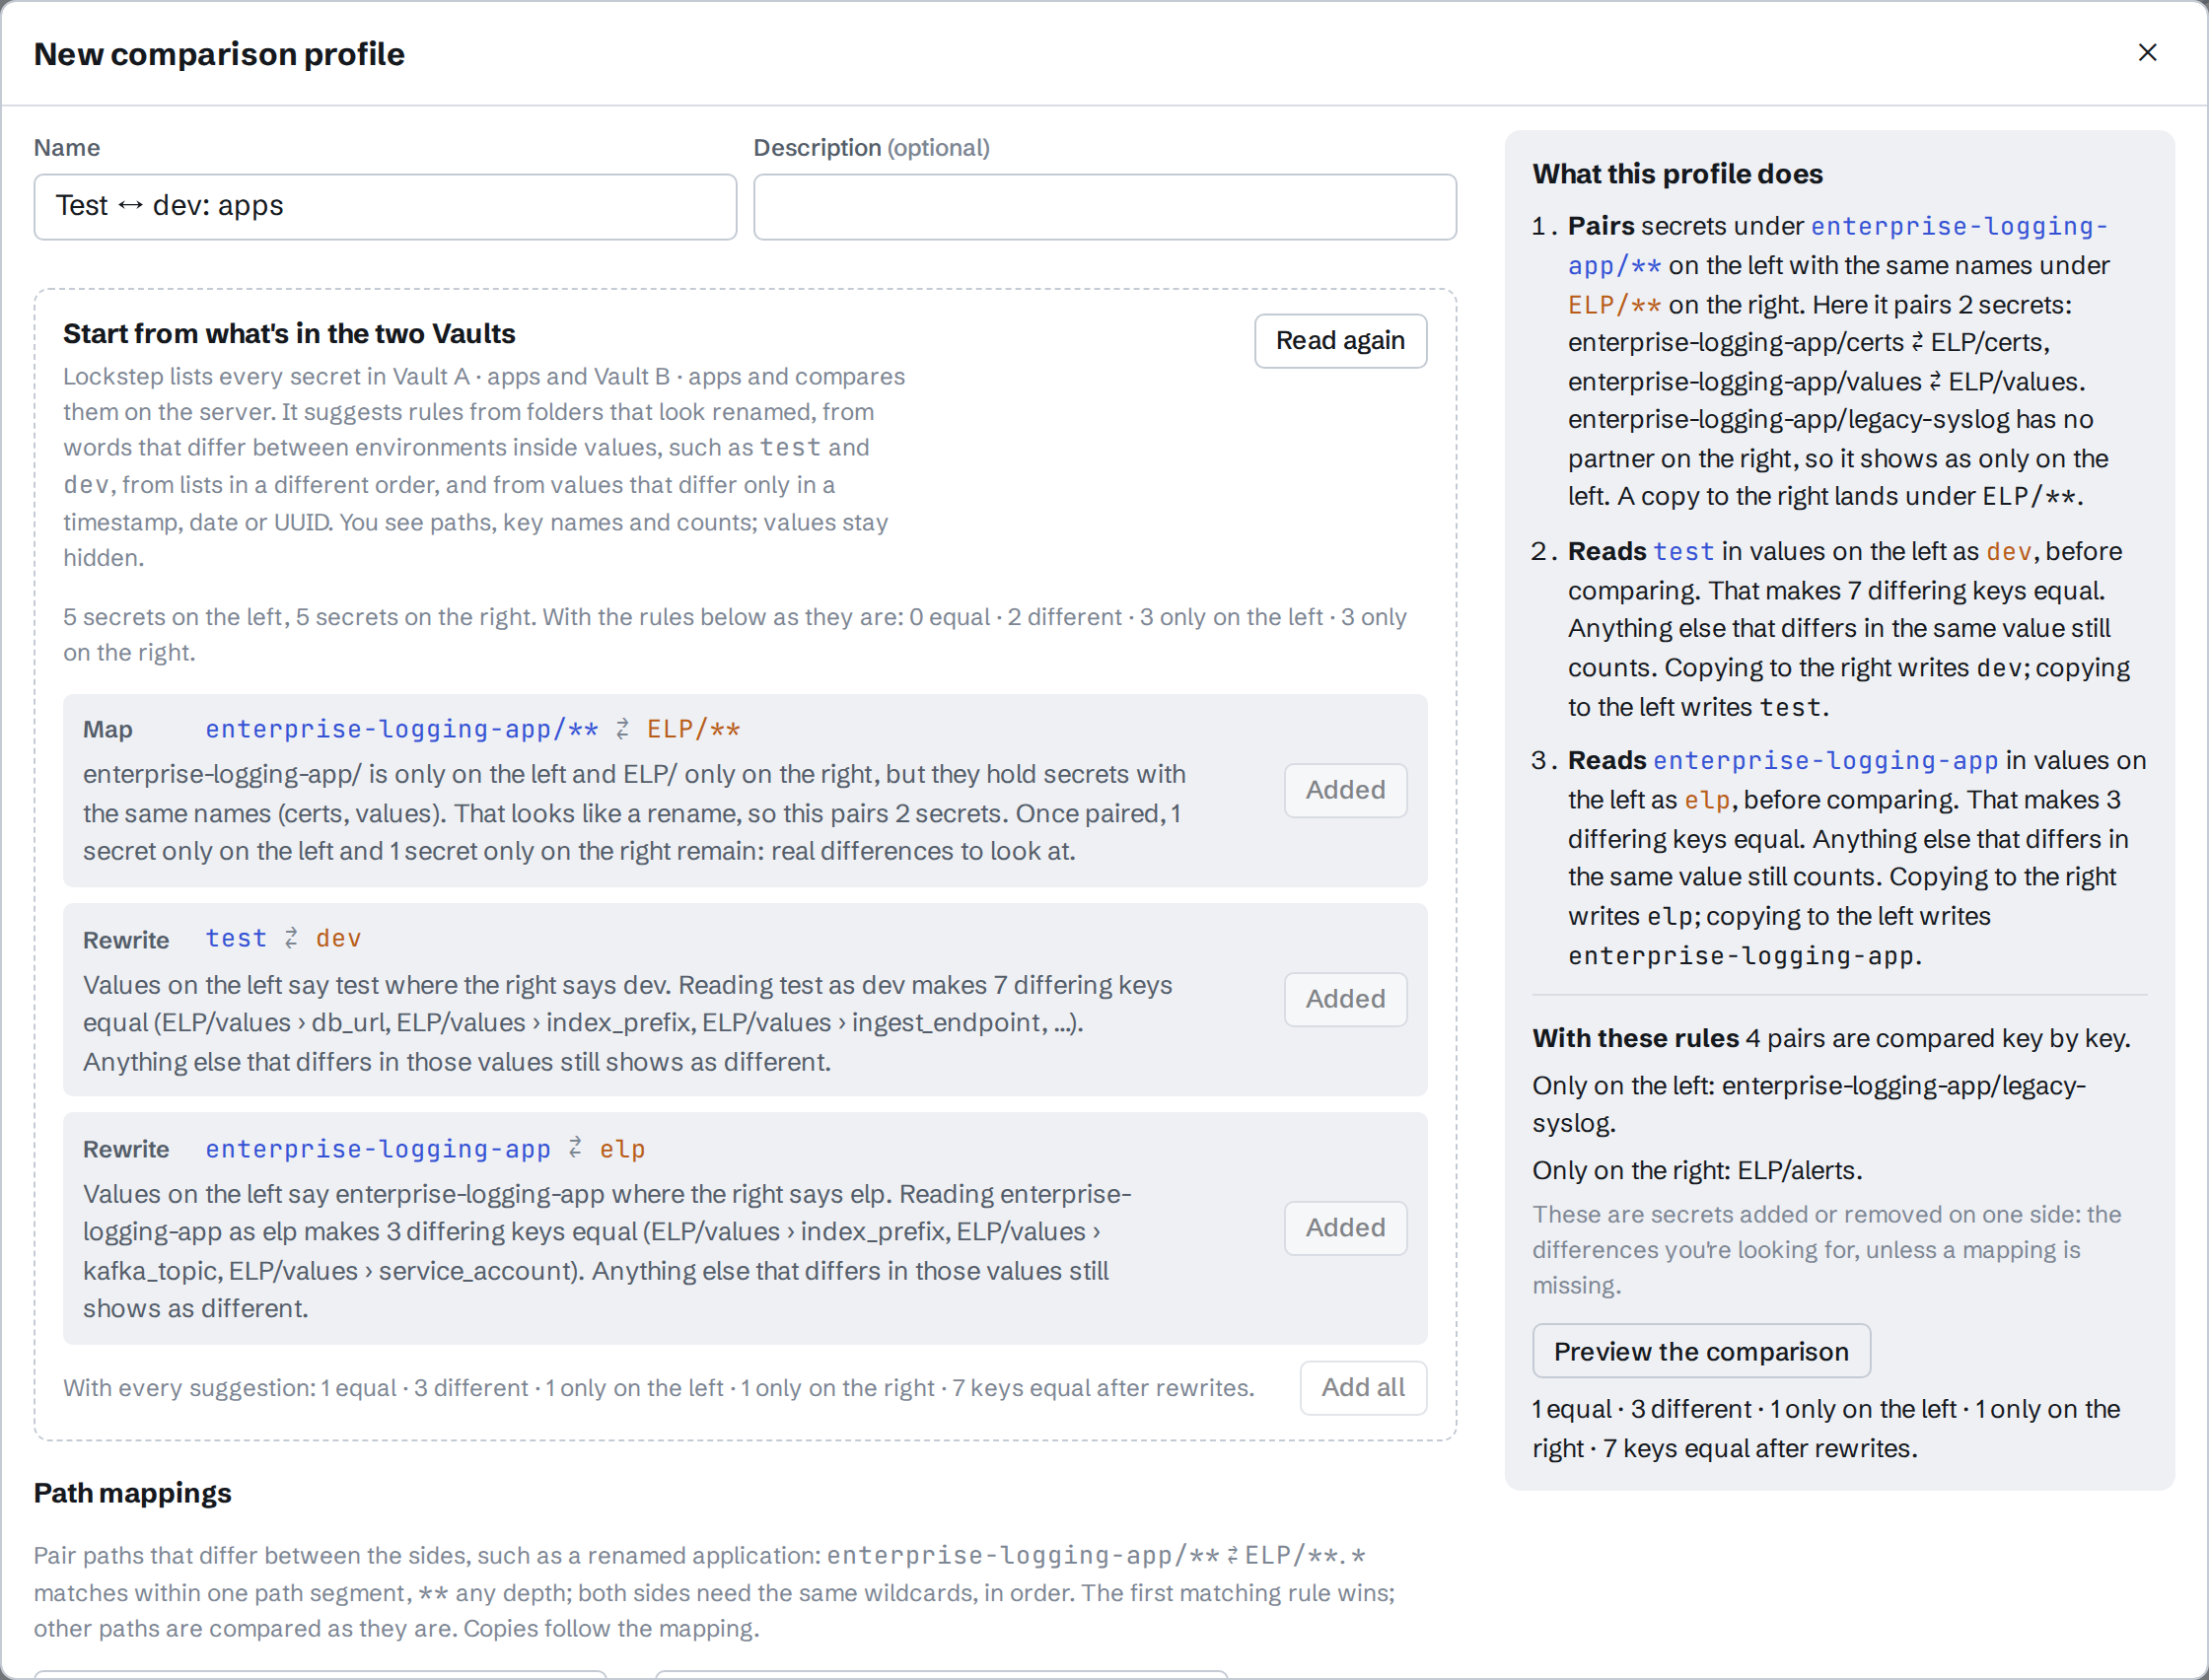 New comparison profile
Name
Description (optional)
Test ↔ dev: apps
Start from what's in the two Vaults
Read again
Lockstep lists every secret in Vault A · apps and Vault B · apps and compares
them on the server. It suggests rules from folders that look renamed, from
words that differ between environments inside values, such as test and
dev, from lists in a different order, and from values that differ only in a
timestamp, date or UUID. You see paths, key names and counts; values stay
hidden.
5 secrets on the left, 5 secrets on the right. With the rules below as they are: 0 equal · 2 different · 3 only on the left · 3 only
on the right.
Map enterprise-logging-app/** ⇄ ELP/**
enterprise-logging-app/ is only on the left and ELP/ only on the right, but they hold secrets with
the same names (certs, values). That looks like a rename, so this pairs 2 secrets. Once paired, 1
secret only on the left and 1 secret only on the right remain: real differences to look at.
Added
Rewrite test ⇄ dev
Values on the left say test where the right says dev. Reading test as dev makes 7 differing keys
equal (ELP/values › db_url, ELP/values › index_prefix, ELP/values › ingest_endpoint, …).
Anything else that differs in those values still shows as different.
Added
Rewrite enterprise-logging-app ⇄ elp
Values on the left say enterprise-logging-app where the right says elp. Reading enterprise-
logging-app as elp makes 3 differing keys equal (ELP/values › index_prefix, ELP/values ›
kafka_topic, ELP/values › service_account). Anything else that differs in those values still
shows as different.
Added
With every suggestion: 1 equal · 3 different · 1 only on the left · 1 only on the right · 7 keys equal after rewrites.
Add all
Path mappings
Pair paths that differ between the sides, such as a renamed application: enterprise-logging-app/** ⇄ ELP/**. *
matches within one path segment, ** any depth; both sides need the same wildcards, in order. The first matching rule wins;
other paths are compared as they are. Copies follow the mapping.
What this profile does
1. Pairs secrets under enterprise-logging-
app/** on the left with the same names under
ELP/** on the right. Here it pairs 2 secrets:
enterprise-logging-app/certs ⇄ ELP/certs,
enterprise-logging-app/values ⇄ ELP/values.
enterprise-logging-app/legacy-syslog has no
partner on the right, so it shows as only on the
left. A copy to the right lands under ELP/**.
2. Reads test in values on the left as dev, before
comparing. That makes 7 differing keys equal.
Anything else that differs in the same value still
counts. Copying to the right writes dev; copying
to the left writes test.
3. Reads enterprise-logging-app in values on
the left as elp, before comparing. That makes 3
differing keys equal. Anything else that differs in
the same value still counts. Copying to the right
writes elp; copying to the left writes
enterprise-logging-app.
With these rules 4 pairs are compared key by key.
Only on the left: enterprise-logging-app/legacy-
syslog.
Only on the right: ELP/alerts.
These are secrets added or removed on one side: the
differences you're looking for, unless a mapping is
missing.
Preview the comparison
1 equal · 3 different · 1 only on the left · 1 only on the
right · 7 keys equal after rewrites.